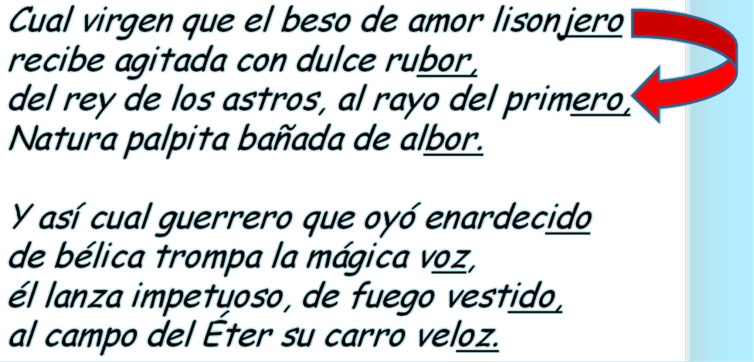 Cual virgen que el beso de amor lisonjero
recibe agitada con dulce rubor,
del rey de los astros, al rayo del primero,
Natura palpita bañada de albor.
Y así cual guerrero que oyó enardecido
de bélica trompa la mágica voz,
él lanza impetuoso, de fuego vestido,
al campo del Éter su carro veloz.